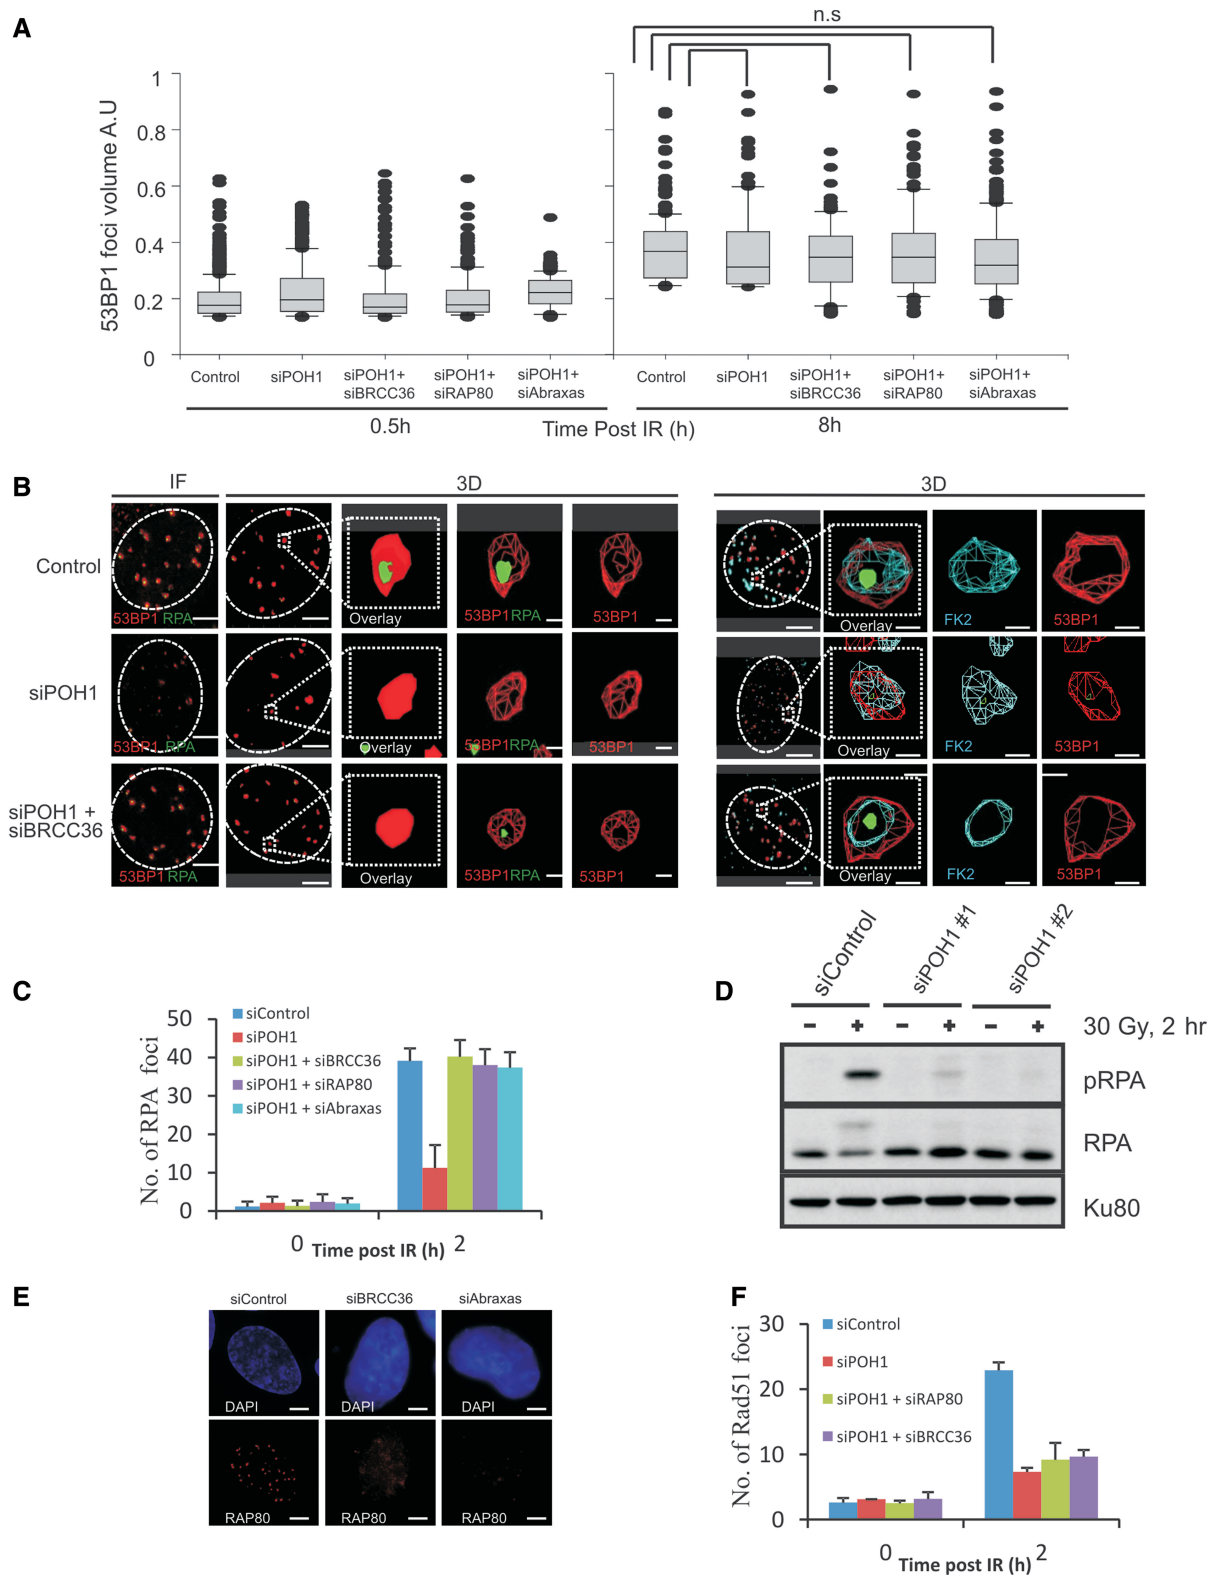 A
n.s
53BP1 foci volume A.U
1
0.8
0.6
0.4
0.2
0
Control
siPOH1
siPOH1+
siBRCC36
siPOH1+
siRAP80
siPOH1+
siAbraxas
Control
siPOH1
siPOH1+
siBRCC36
siPOH1+
siRAP80
siPOH1+
siAbraxas
0.5h
Time Post IR (h)
8h
B
IF
3D
3D
Control
53BP1 RPA
Overlay
53BP1 RPA
53BP1
Overlay
FK2
53BP1
siPOH1
53BP1 RPA
Overlay
53BP1 RPA
53BP1
Overlay
FK2
53BP1
siPOH1 +
siBRCC36
53BP1 RPA
Overlay
53BP1 RPA
53BP1
Overlay
FK2
53BP1
C
No. of RPA foci
50
40
30
20
10
0
siControl
siPOH1
siPOH1 + siBRCC36
siPOH1 + siRAP80
siPOH1 + siAbraxas
0
Time post IR (h)
2
D
siControl
siPOH1 #1
siPOH1 #2
- + - + - +
30 Gy, 2 hr
pRPA
RPA
Ku80
E
siControl
siBRCC36
siAbraxas
DAPI
DAPI
DAPI
RAP80
RAP80
RAP80
F
No. of Rad51 foci
30
20
10
0
siControl
siPOH1
siPOH1 + siRAP80
siPOH1 + siBRCC36
0
Time post IR (h)
2